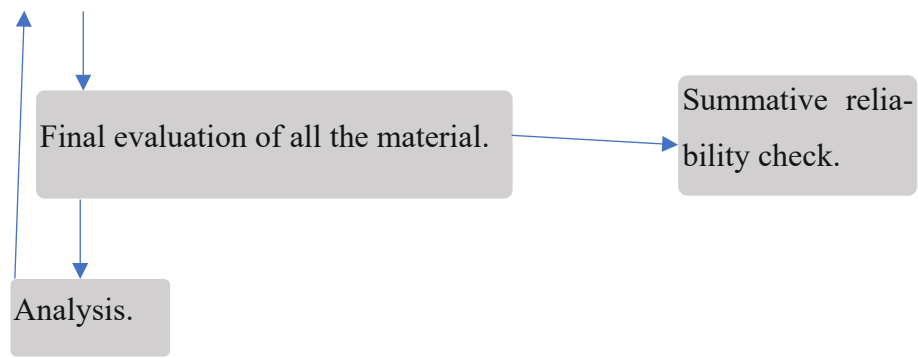 Final evaluation of all the material.
Summative relia-
bility check.
Analysis.